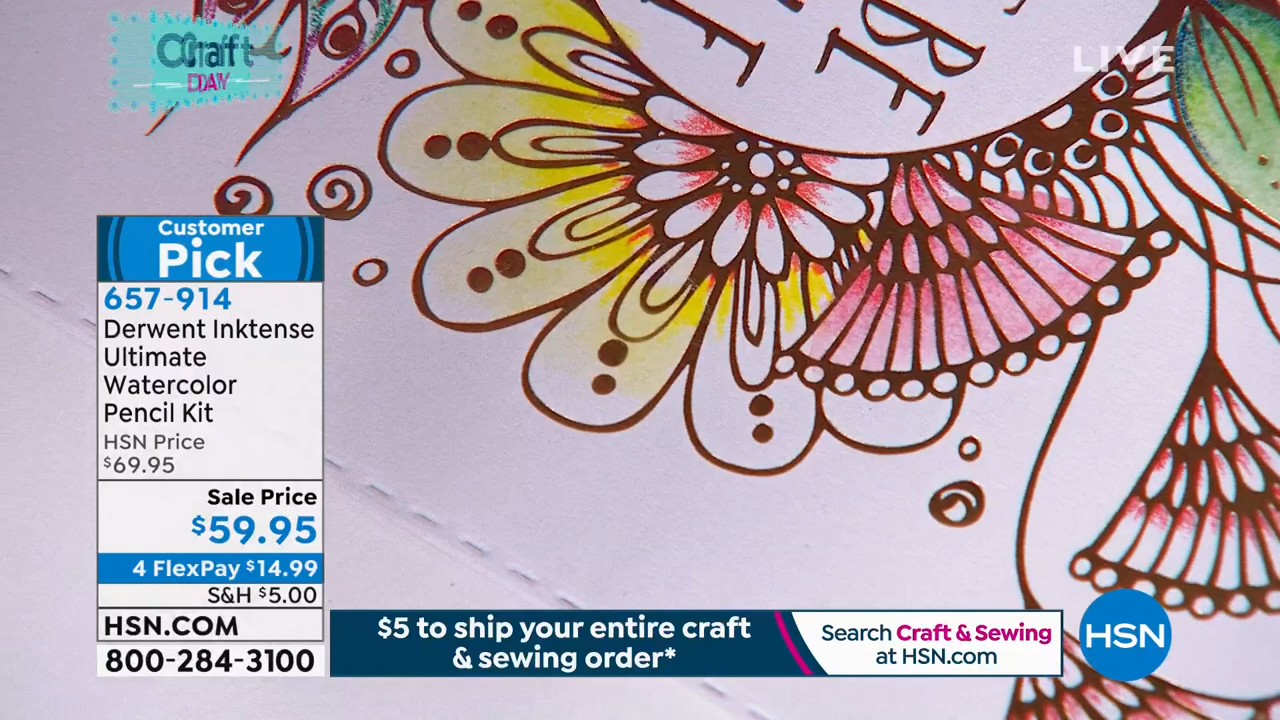 Craft
DAY
LIVE
BE
Customer
Pick
657-914
Derwent Inktense
Ultimate
Watercolor
Pencil Kit
HSN Price
$69.95
Sale Price
$59.95
4 FlexPay $14.99
S&H $5.00
HSN.COM
800-284-3100
$5 to ship your entire craft
& sewing order*
Search Craft & Sewing
at HSN.com
HSN